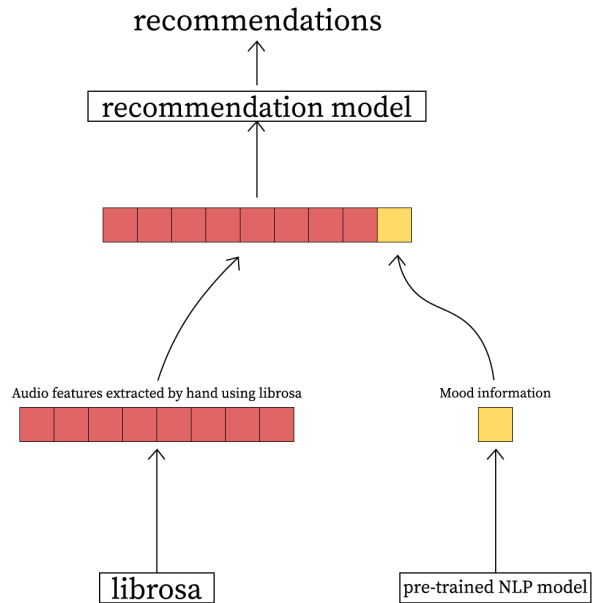 recommendations
recommendation model
Audio features extracted by hand using librosa
Mood information
librosa
pre-trained NLP model